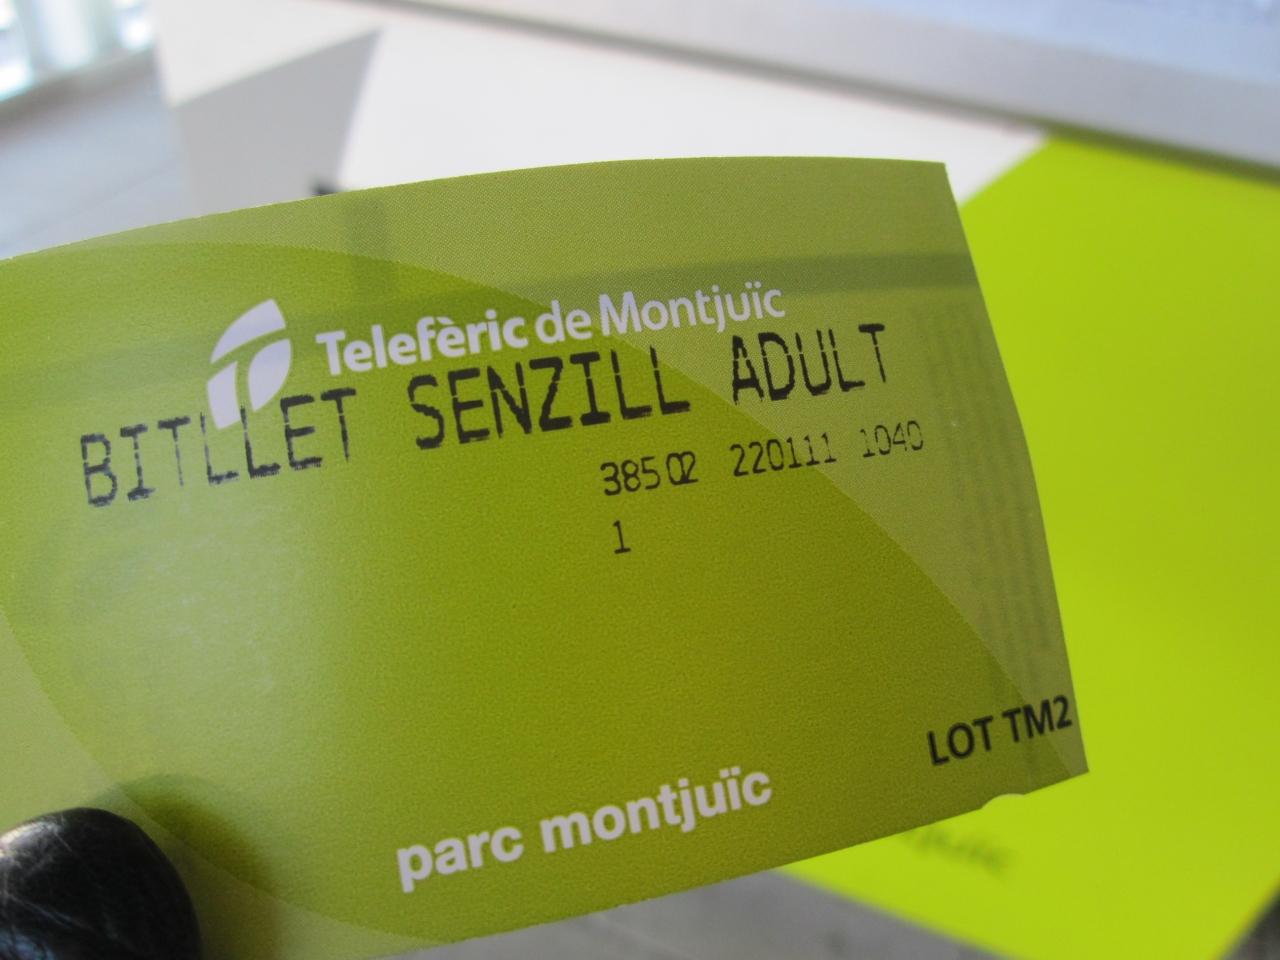 Telefèric de Montjuïc
BITLLET SENZILL ADULT
38502 220111 1040
1
LOT TM2
parc montjuïc